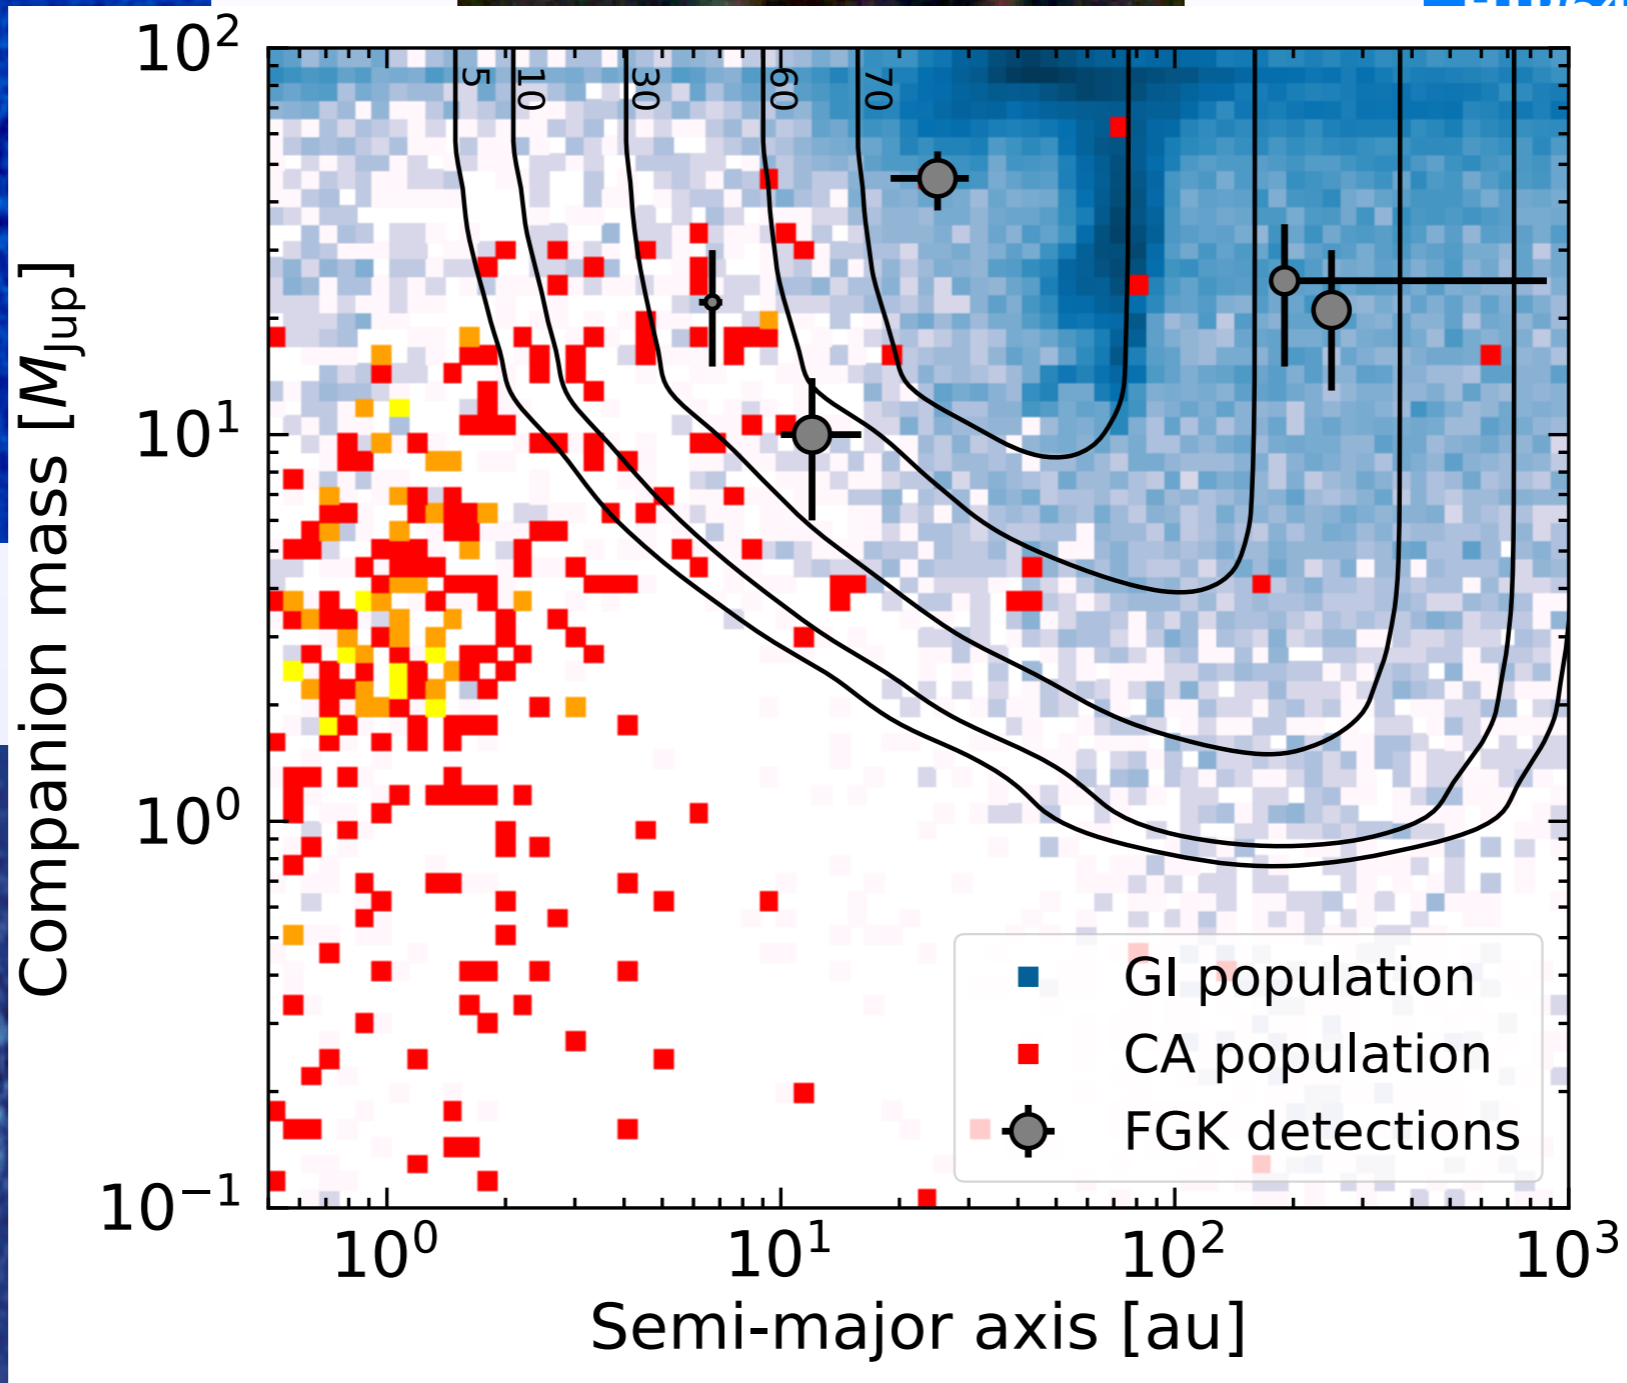 10²
5
10
30
60
70
Companion mass [M_Jup]
10¹
10⁰
10⁻¹
GI population
CA population
FGK detections
10⁰
10¹
10²
10³
Semi-major axis [au]